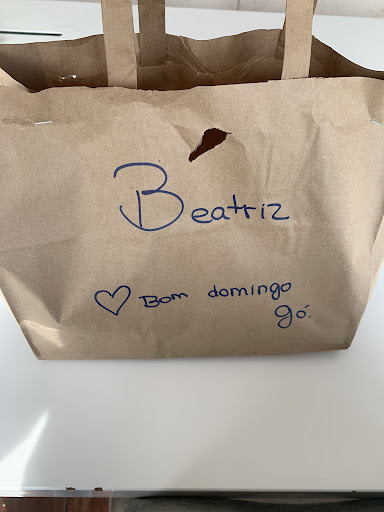 Beatriz
♡ Bom domingo
gó.